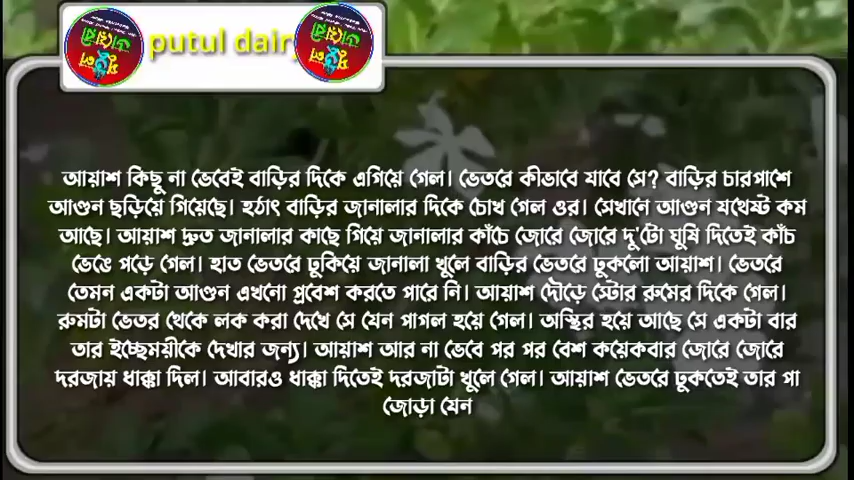 putul dairy
আয়াশ কিছু না ভেবেই বাড়ির দিকে এগিয়ে গেল। ভেতরে কীভাবে যাবে সে? বাড়ির চারপাশে
আগুন ছড়িয়ে গিয়েছে। হঠাৎ বাড়ির জানালার দিকে চোখ গেল ওর। সেখানে আগুন যথেষ্ট কম
আছে। আয়াশ দ্রুত জানালার কাছে গিয়ে জানালার কাঁচে জোরে জোরে দু'টো ঘুষি দিতেই কাঁচ
ভেঙে পড়ে গেল। হাত ভেতরে ঢুকিয়ে জানালা খুলে বাড়ির ভেতরে ঢুকলো আয়াশ। ভেতরে
তেমন একটা আগুন এখনো প্রবেশ করতে পারে নি। আয়াশ দৌড়ে স্টোর রুমের দিকে গেল।
রুমটা ভেতর থেকে লক করা দেখে সে যেন পাগল হয়ে গেল। অস্থির হয়ে আছে সে একটা বার
তার ইচ্ছেময়ীকে দেখার জন্য। আয়াশ আর না ভেবে পর পর বেশ কয়েকবার জোরে জোরে
দরজায় ধাক্কা দিল। আবারও ধাক্কা দিতেই দরজাটা খুলে গেল। আয়াশ ভেতরে ঢুকতেই তার পা
জোড়া যেন